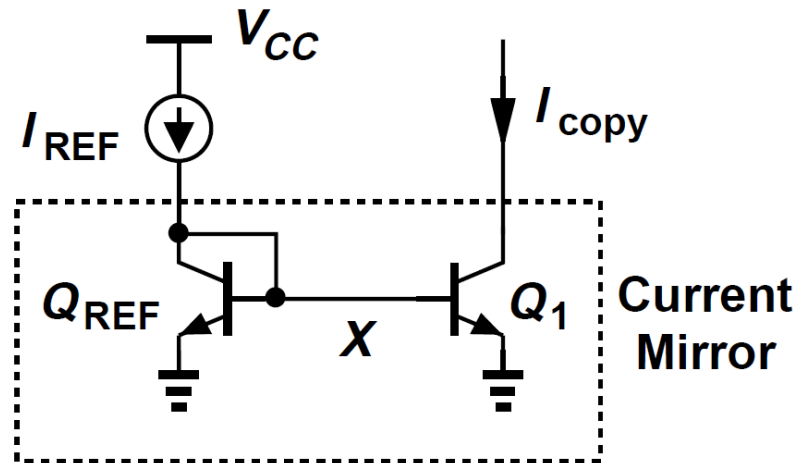 VCC
IREF
Icopy
QREF
X
Q1
Current
Mirror